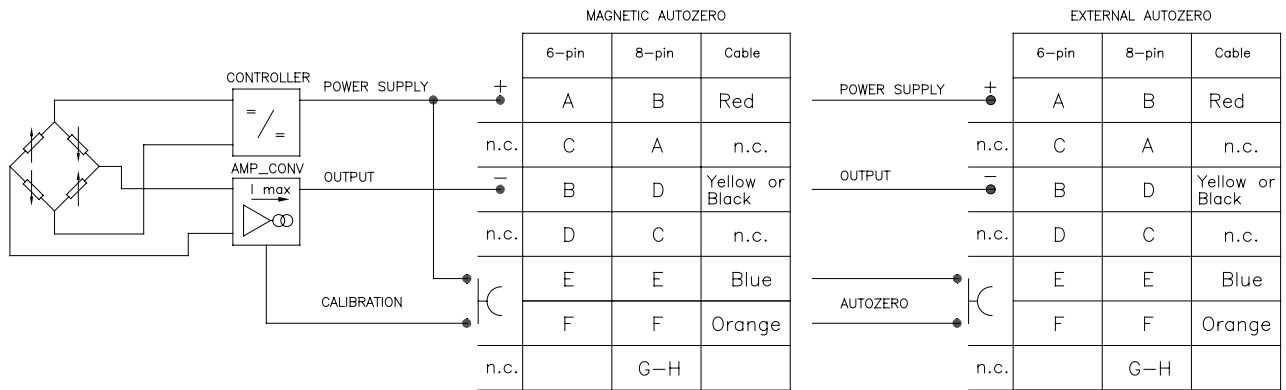 MAGNETIC AUTOZERO
6-pin 8-pin Cable
CONTROLLER
=/=
POWER SUPPLY + A B Red
n.c. C A n.c.
AMP_CONV
I max
OUTPUT - B D Yellow or Black
n.c. D C n.c.
E E Blue
CALIBRATION
F F Orange
n.c. G-H
EXTERNAL AUTOZERO
6-pin 8-pin Cable
POWER SUPPLY + A B Red
n.c. C A n.c.
OUTPUT - B D Yellow or Black
n.c. D C n.c.
E E Blue
AUTOZERO
F F Orange
n.c. G-H